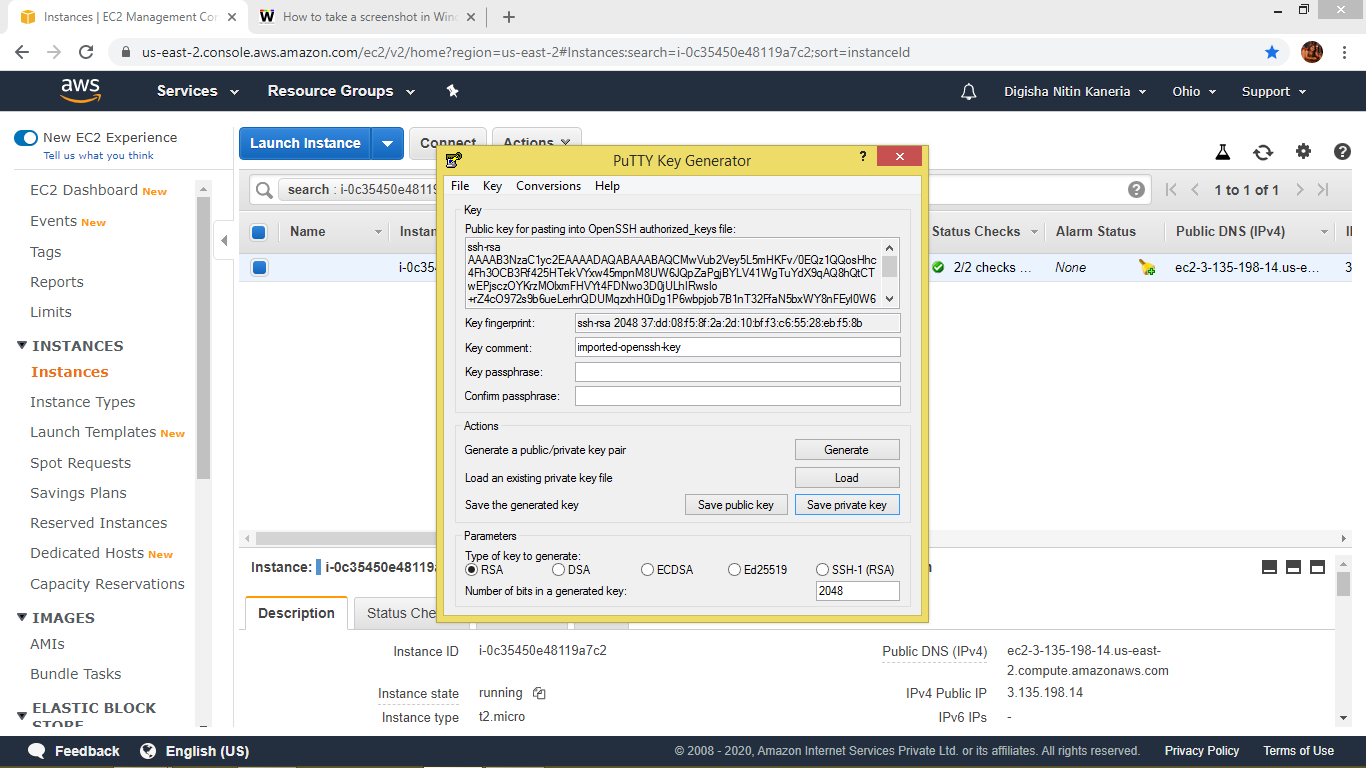 Instances | EC2 Management Con
How to take a screenshot in Wind
us-east-2.console.aws.amazon.com/ec2/v2/home?region=us-east-2#Instances:search=i-0c35450e48119a7c2;sort=instanceId
aws
Services
Resource Groups
Digisha Nitin Kaneria
Ohio
Support
New EC2 Experience
Tell us what you think
EC2 Dashboard New
Events New
Tags
Reports
Limits
INSTANCES
Instances
Instance Types
Launch Templates New
Spot Requests
Savings Plans
Reserved Instances
Dedicated Hosts New
Capacity Reservations
IMAGES
AMIs
Bundle Tasks
ELASTIC BLOCK
STORE
Launch Instance
Connect
Actions
search : i-0c35450e48119
1 to 1 of 1
Name
Status Checks
Alarm Status
Public DNS (IPv4)
i-0c35
2/2 checks ...
None
ec2-3-135-198-14.us-e...
PuTTY Key Generator
?
File
Key
Conversions
Help
Key
Public key for pasting into OpenSSH authorized_keys file:
ssh-rsa
Key fingerprint:
ssh-rsa 2048 37:dd:08:f5:8f:2a:2d:10:bf:f3:c6:55:28:eb:f5:8b
Key comment:
imported-openssh-key
Key passphrase:
Confirm passphrase:
Actions
Generate a public/private key pair
Generate
Load an existing private key file
Load
Save the generated key
Save public key
Save private key
Parameters
Type of key to generate:
RSA
DSA
ECDSA
Ed25519
SSH-1 (RSA)
Number of bits in a generated key:
2048
Instance: i-0c35450e48119a
Description
Status Che
Instance ID
i-0c35450e48119a7c2
Instance state
running
Instance type
t2.micro
Public DNS (IPv4)
ec2-3-135-198-14.us-east-
2.compute.amazonaws.com
IPv4 Public IP
3.135.198.14
IPv6 IPs
-
Feedback
English (US)
© 2008 - 2020, Amazon Internet Services Private Ltd. or its affiliates. All rights reserved.
Privacy Policy
Terms of Use